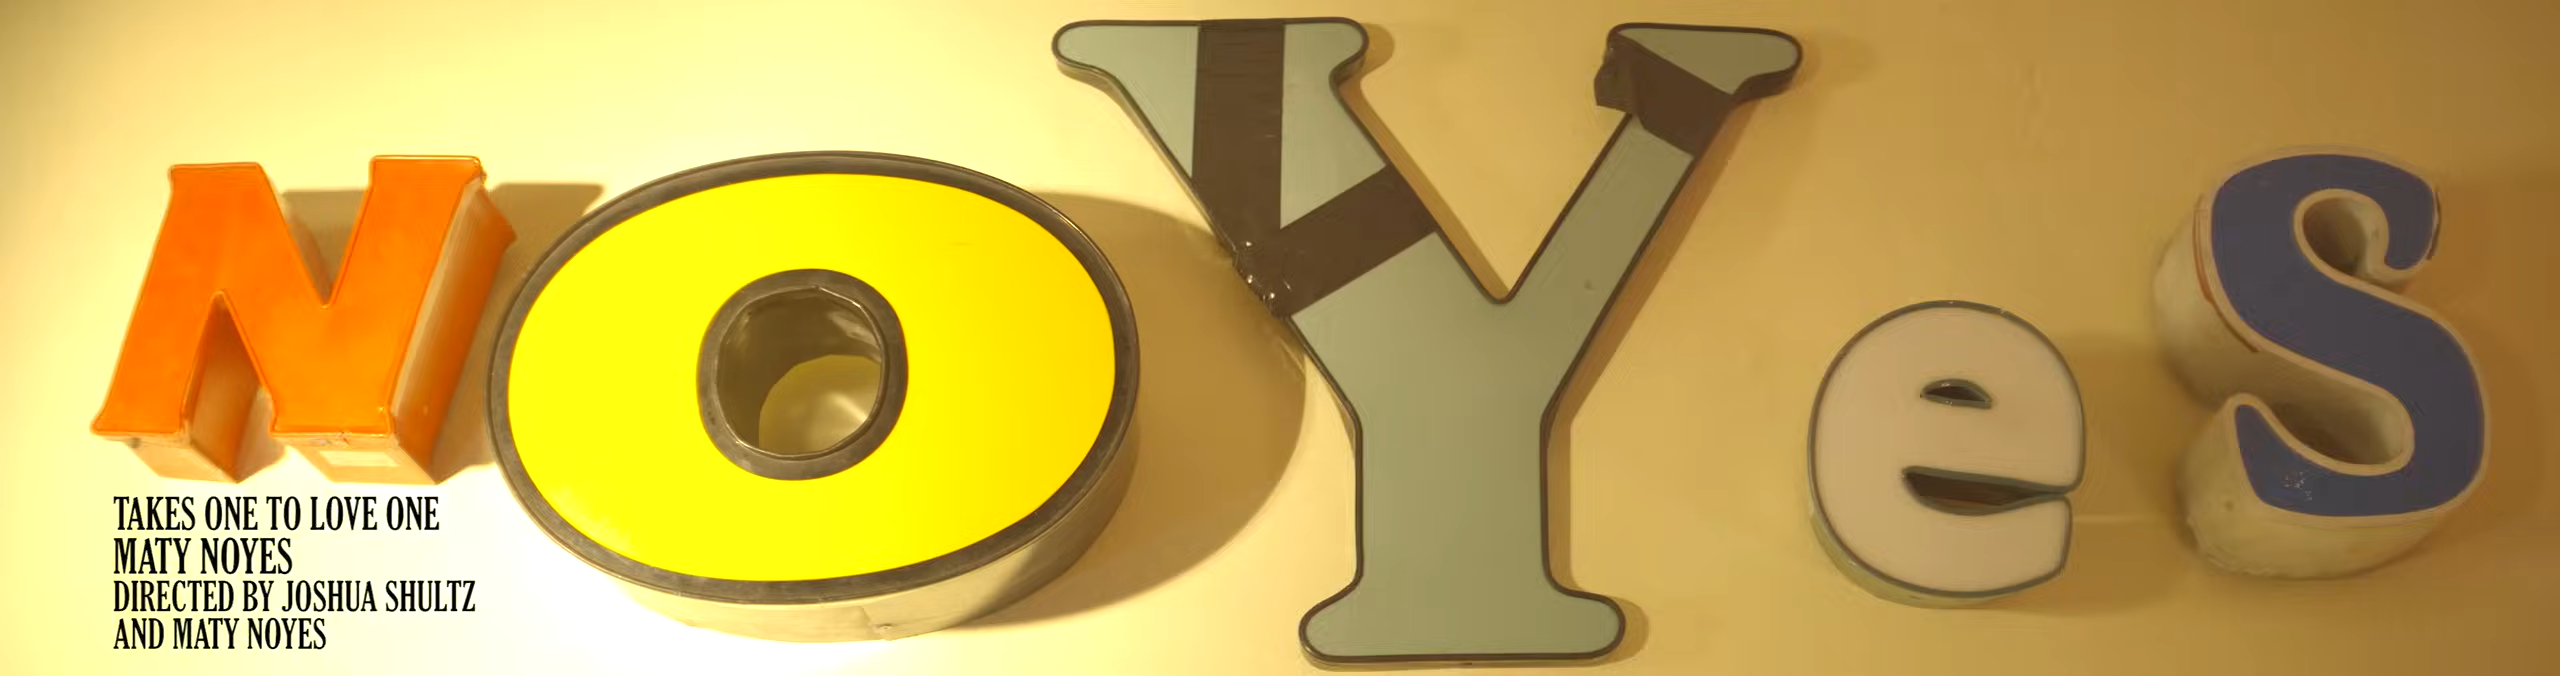 NOYeS
TAKES ONE TO LOVE ONE
MATY NOYES
DIRECTED BY JOSHUA SHULTZ
AND MATY NOYES